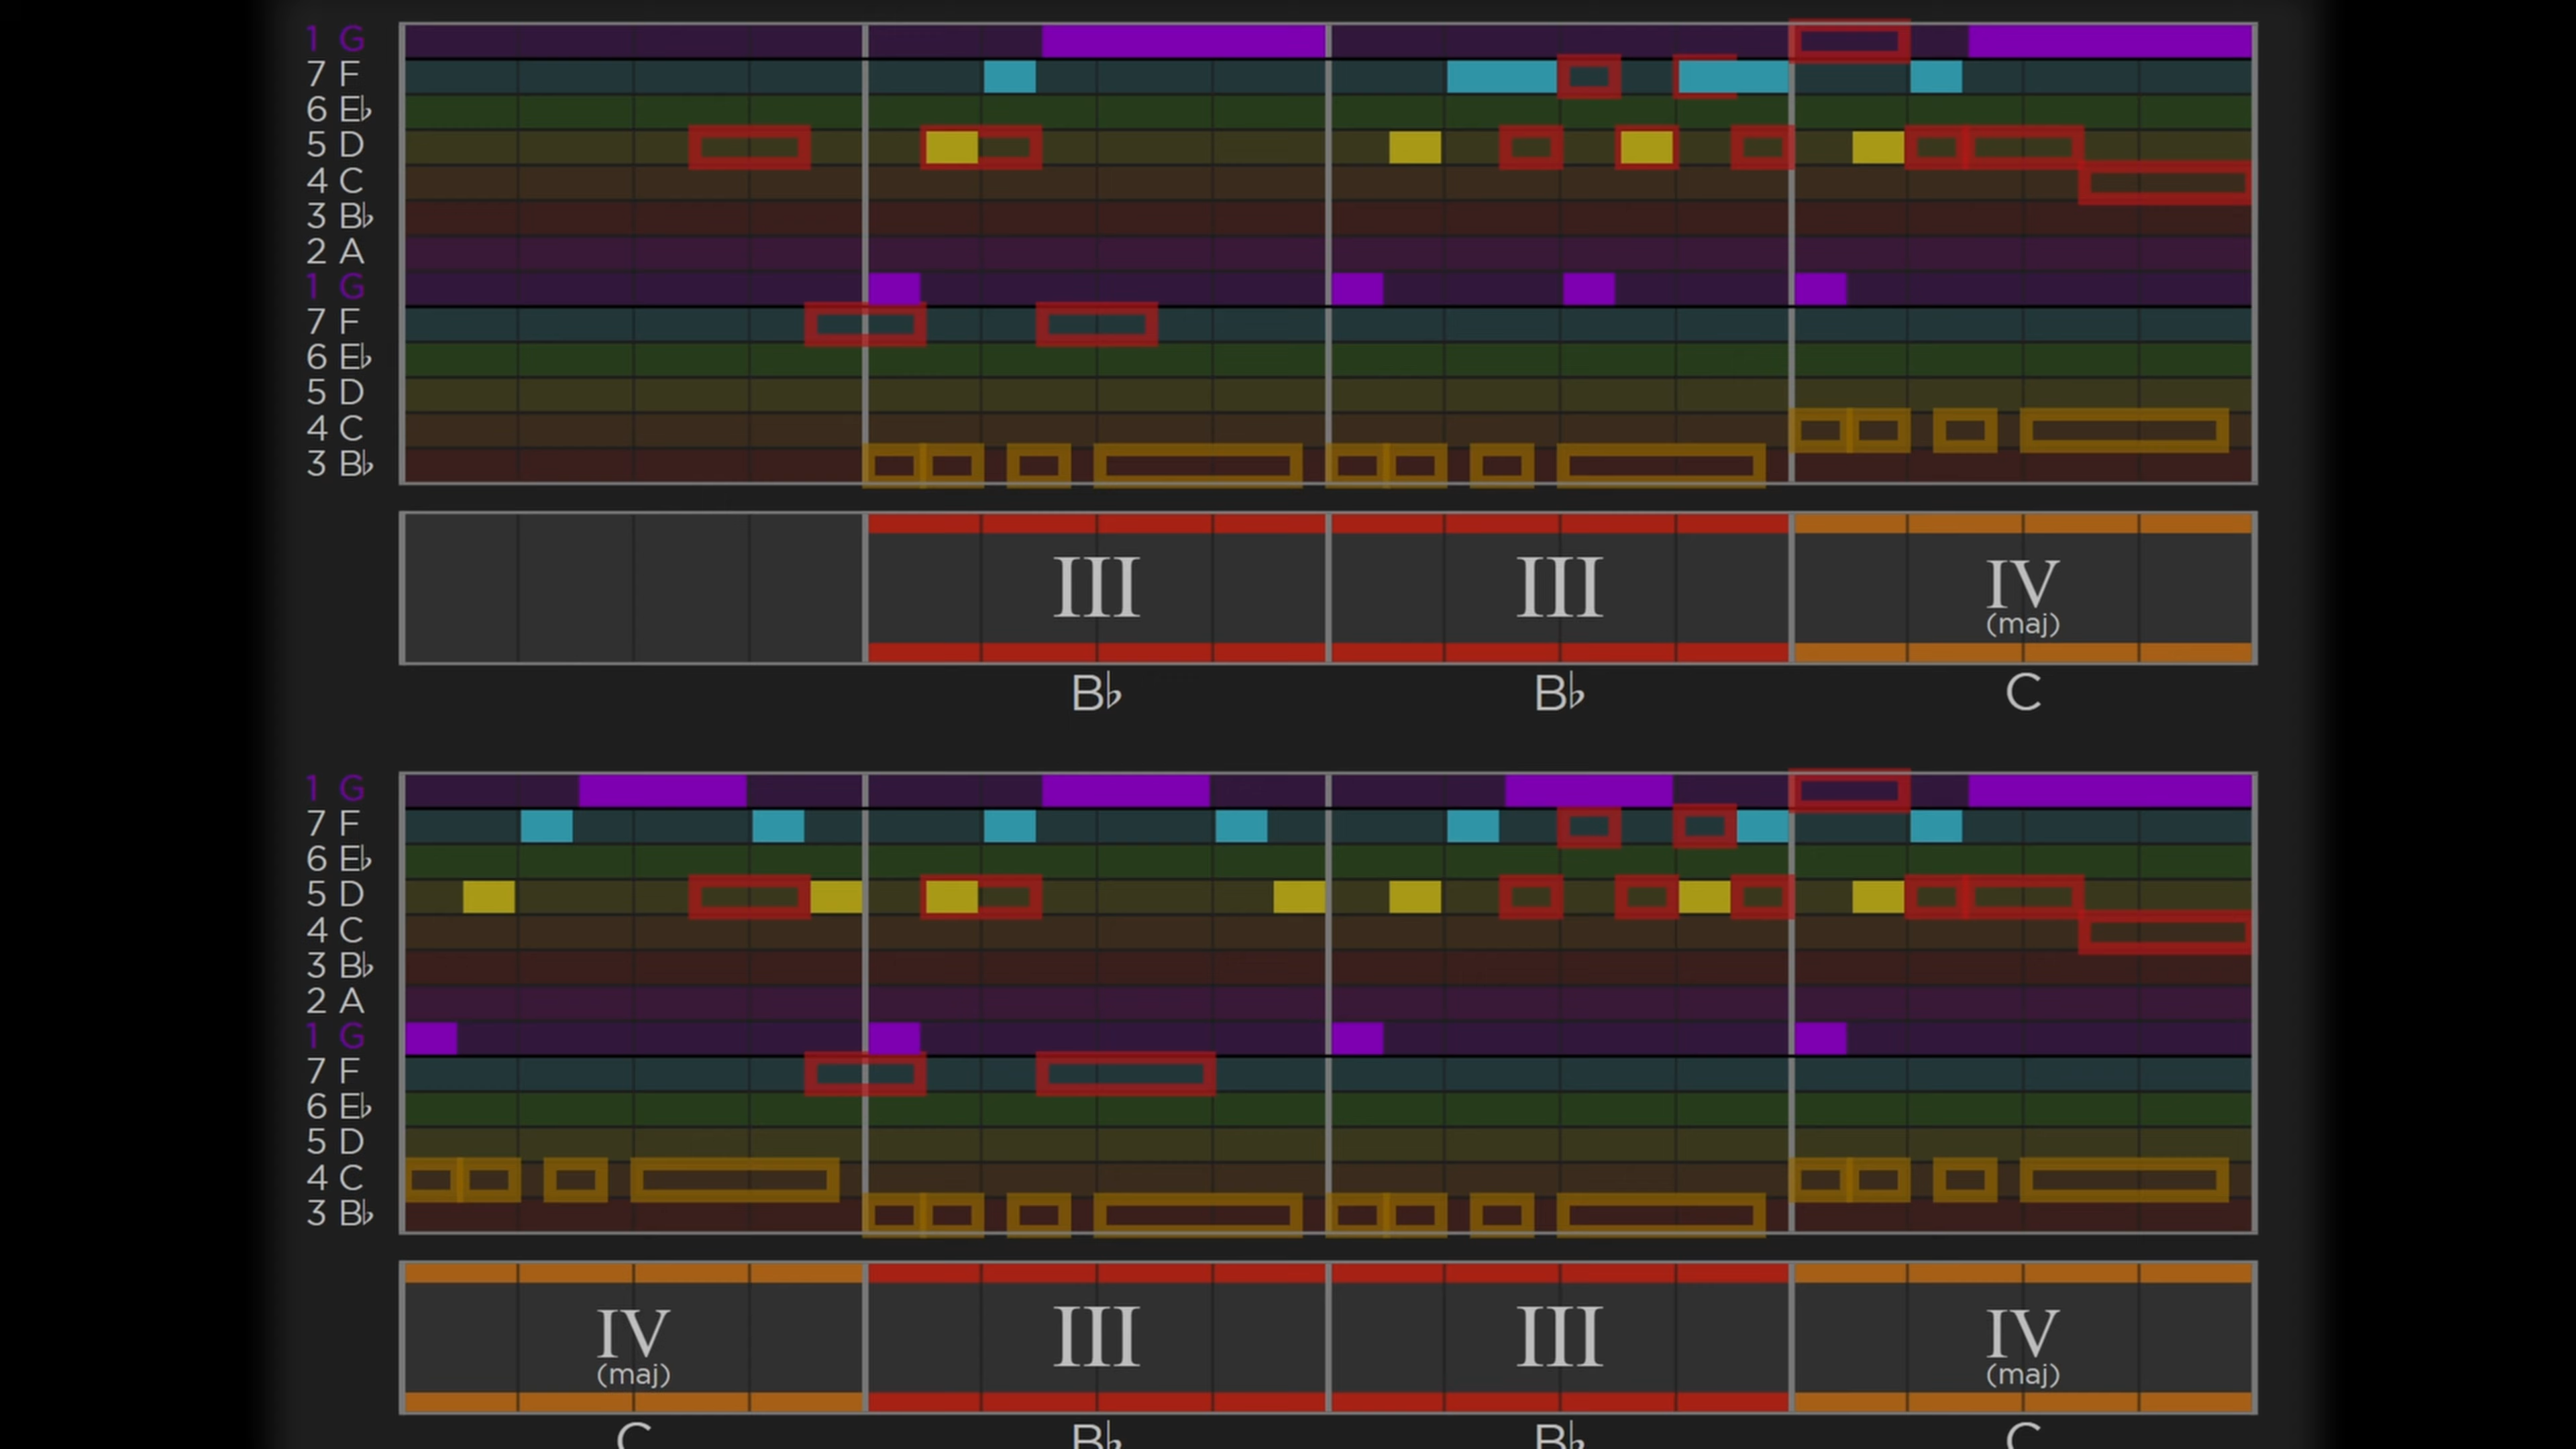 1 G
7 F
6 E♭
5 D
4 C
3 B♭
2 A
1 G
7 F
6 E♭
5 D
4 C
3 B♭
III III IV
(maj)
B♭ B♭ C
1 G
7 F
6 E♭
5 D
4 C
3 B♭
2 A
1 G
7 F
6 E♭
5 D
4 C
3 B♭
IV III III IV
(maj) (maj)
C B♭ B♭ C